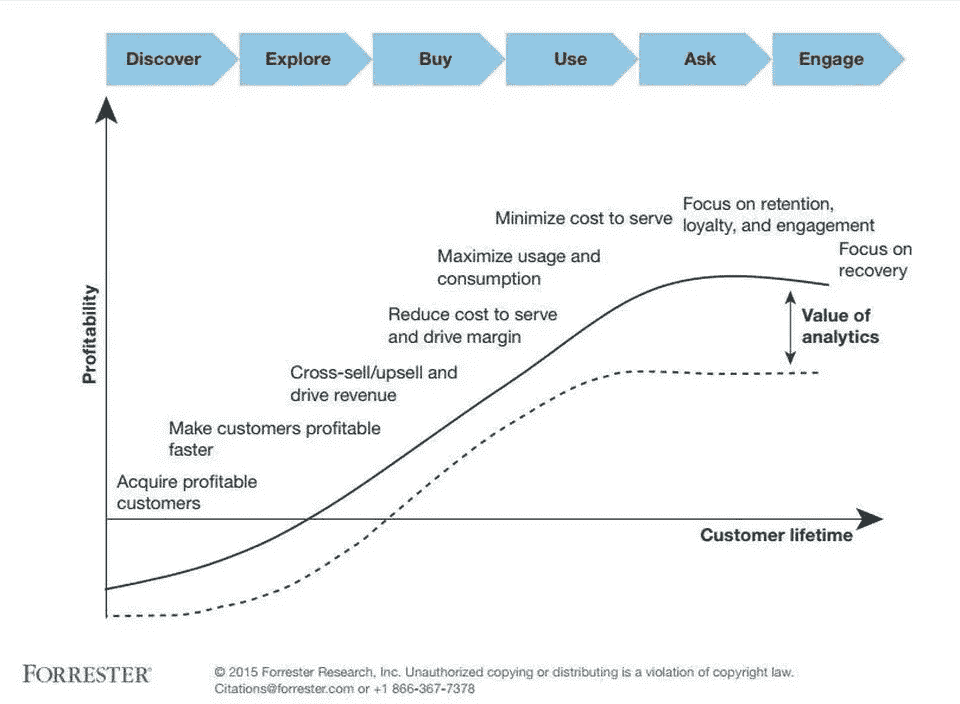 Discover
Explore
Buy
Use
Ask
Engage
Profitability
Minimize cost to serve
Focus on retention,
loyalty, and engagement
Focus on
recovery
Maximize usage and
consumption
Reduce cost to serve
and drive margin
Value of
analytics
Cross-sell/upsell and
drive revenue
Make customers profitable
faster
Acquire profitable
customers
Customer lifetime
FORRESTER®
© 2015 Forrester Research, Inc. Unauthorized copying or distributing is a violation of copyright law.
Citations@forrester.com or +1 866-367-7378